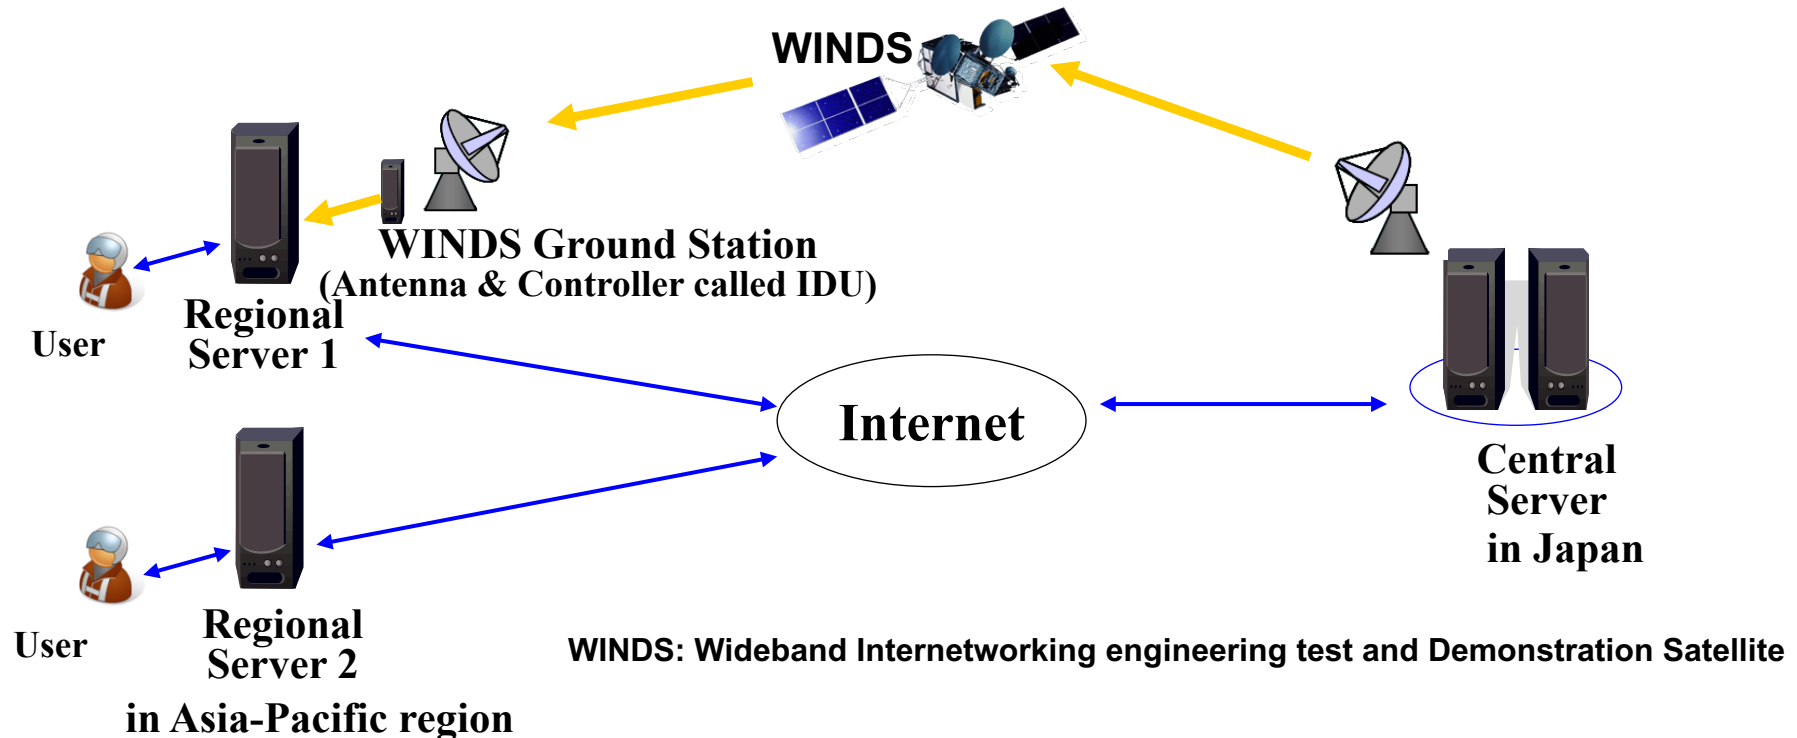 WINDS
WINDS Ground Station
(Antenna & Controller called IDU)
User
Regional
Server 1
Internet
Central
Server
in Japan
User
Regional
Server 2
in Asia-Pacific region
WINDS: Wideband Internetworking engineering test and Demonstration Satellite